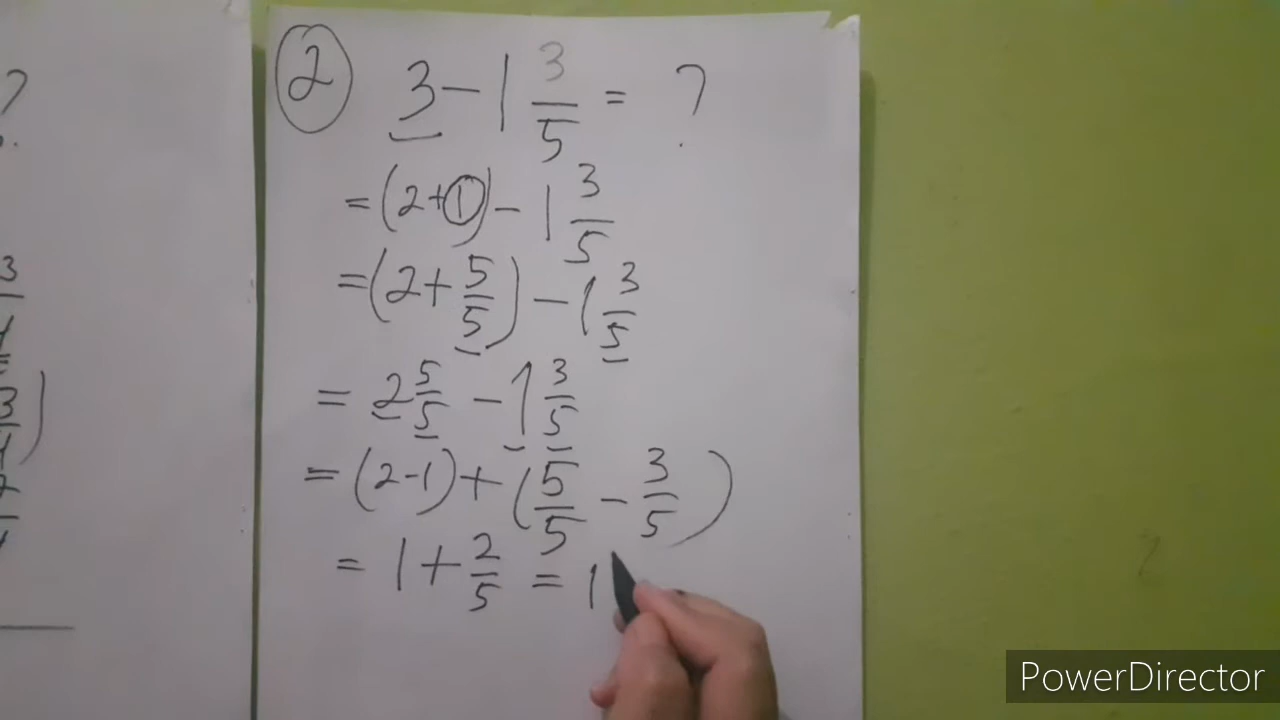 ② 3 - 1 3/5 = ?
= (2+①) - 1 3/5
= (2 + 5/5) - 1 3/5
= 2 5/5 - 1 3/5
= (2-1) + (5/5 - 3/5)
= 1 + 2/5 = 1
PowerDirector